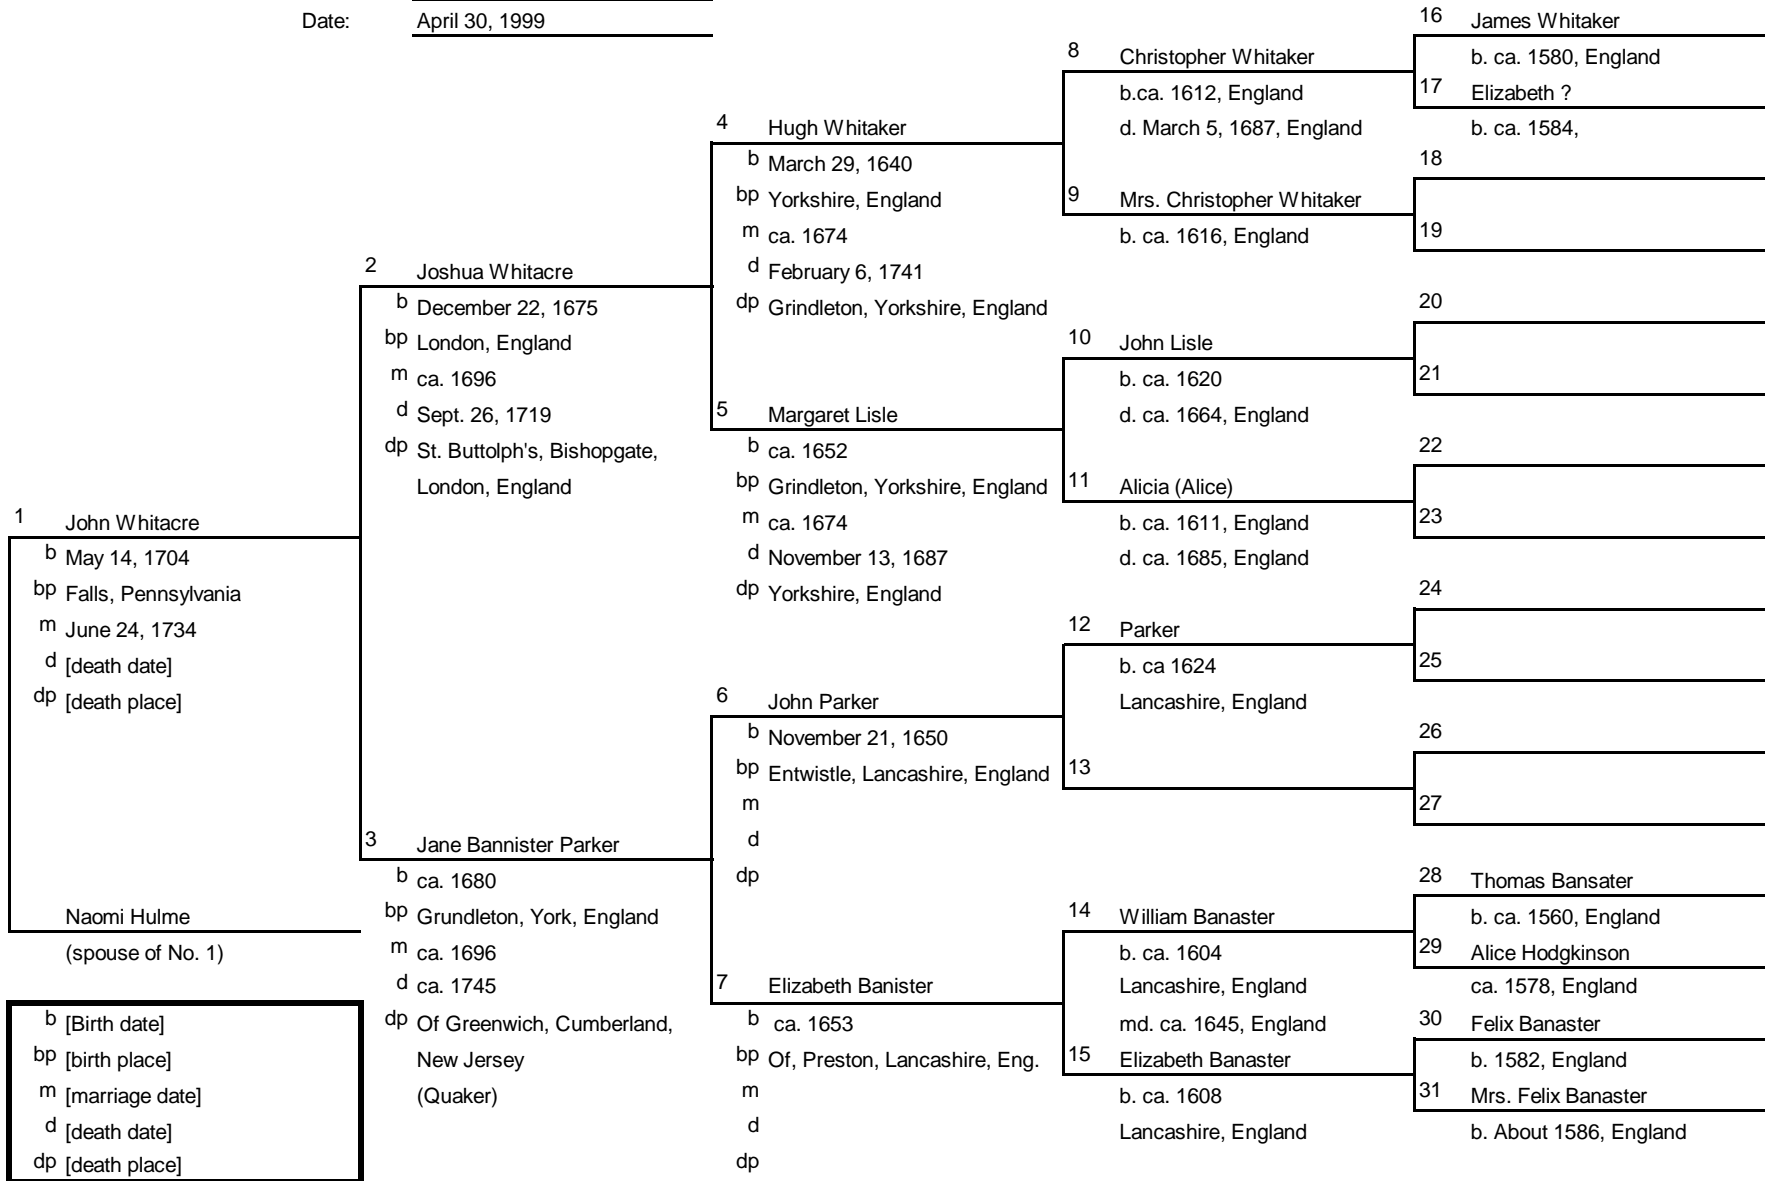 Date: April 30, 1999
1 John Whitacre
b May 14, 1704
bp Falls, Pennsylvania
m June 24, 1734
d [death date]
dp [death place]
Naomi Hulme
(spouse of No. 1)
b [Birth date]
bp [birth place]
m [marriage date]
d [death date]
dp [death place]
2 Joshua Whitacre
b December 22, 1675
bp London, England
m ca. 1696
d Sept. 26, 1719
dp St. Buttolph's, Bishopgate,
London, England
3 Jane Bannister Parker
b ca. 1680
bp Grundleton, York, England
m ca. 1696
d ca. 1745
dp Of Greenwich, Cumberland,
New Jersey
(Quaker)
4 Hugh Whitaker
b March 29, 1640
bp Yorkshire, England
m ca. 1674
d February 6, 1741
dp Grindleton, Yorkshire, England
5 Margaret Lisle
b ca. 1652
bp Grindleton, Yorkshire, England
m ca. 1674
d November 13, 1687
dp Yorkshire, England
6 John Parker
b November 21, 1650
bp Entwistle, Lancashire, England
m
d
dp
7 Elizabeth Banister
b ca. 1653
bp Of, Preston, Lancashire, Eng.
m
d
dp
8 Christopher Whitaker
b.ca. 1612, England
d. March 5, 1687, England
9 Mrs. Christopher Whitaker
b. ca. 1616, England
10 John Lisle
b. ca. 1620
d. ca. 1664, England
11 Alicia (Alice)
b. ca. 1611, England
d. ca. 1685, England
12 Parker
b. ca 1624
Lancashire, England
13
14 William Banaster
b. ca. 1604
Lancashire, England
md. ca. 1645, England
15 Elizabeth Banaster
b. ca. 1608
Lancashire, England
16 James Whitaker
b. ca. 1580, England
17 Elizabeth ?
b. ca. 1584,
18
19
20
21
22
23
24
25
26
27
28 Thomas Bansater
b. ca. 1560, England
29 Alice Hodgkinson
ca. 1578, England
30 Felix Banaster
b. 1582, England
31 Mrs. Felix Banaster
b. About 1586, England